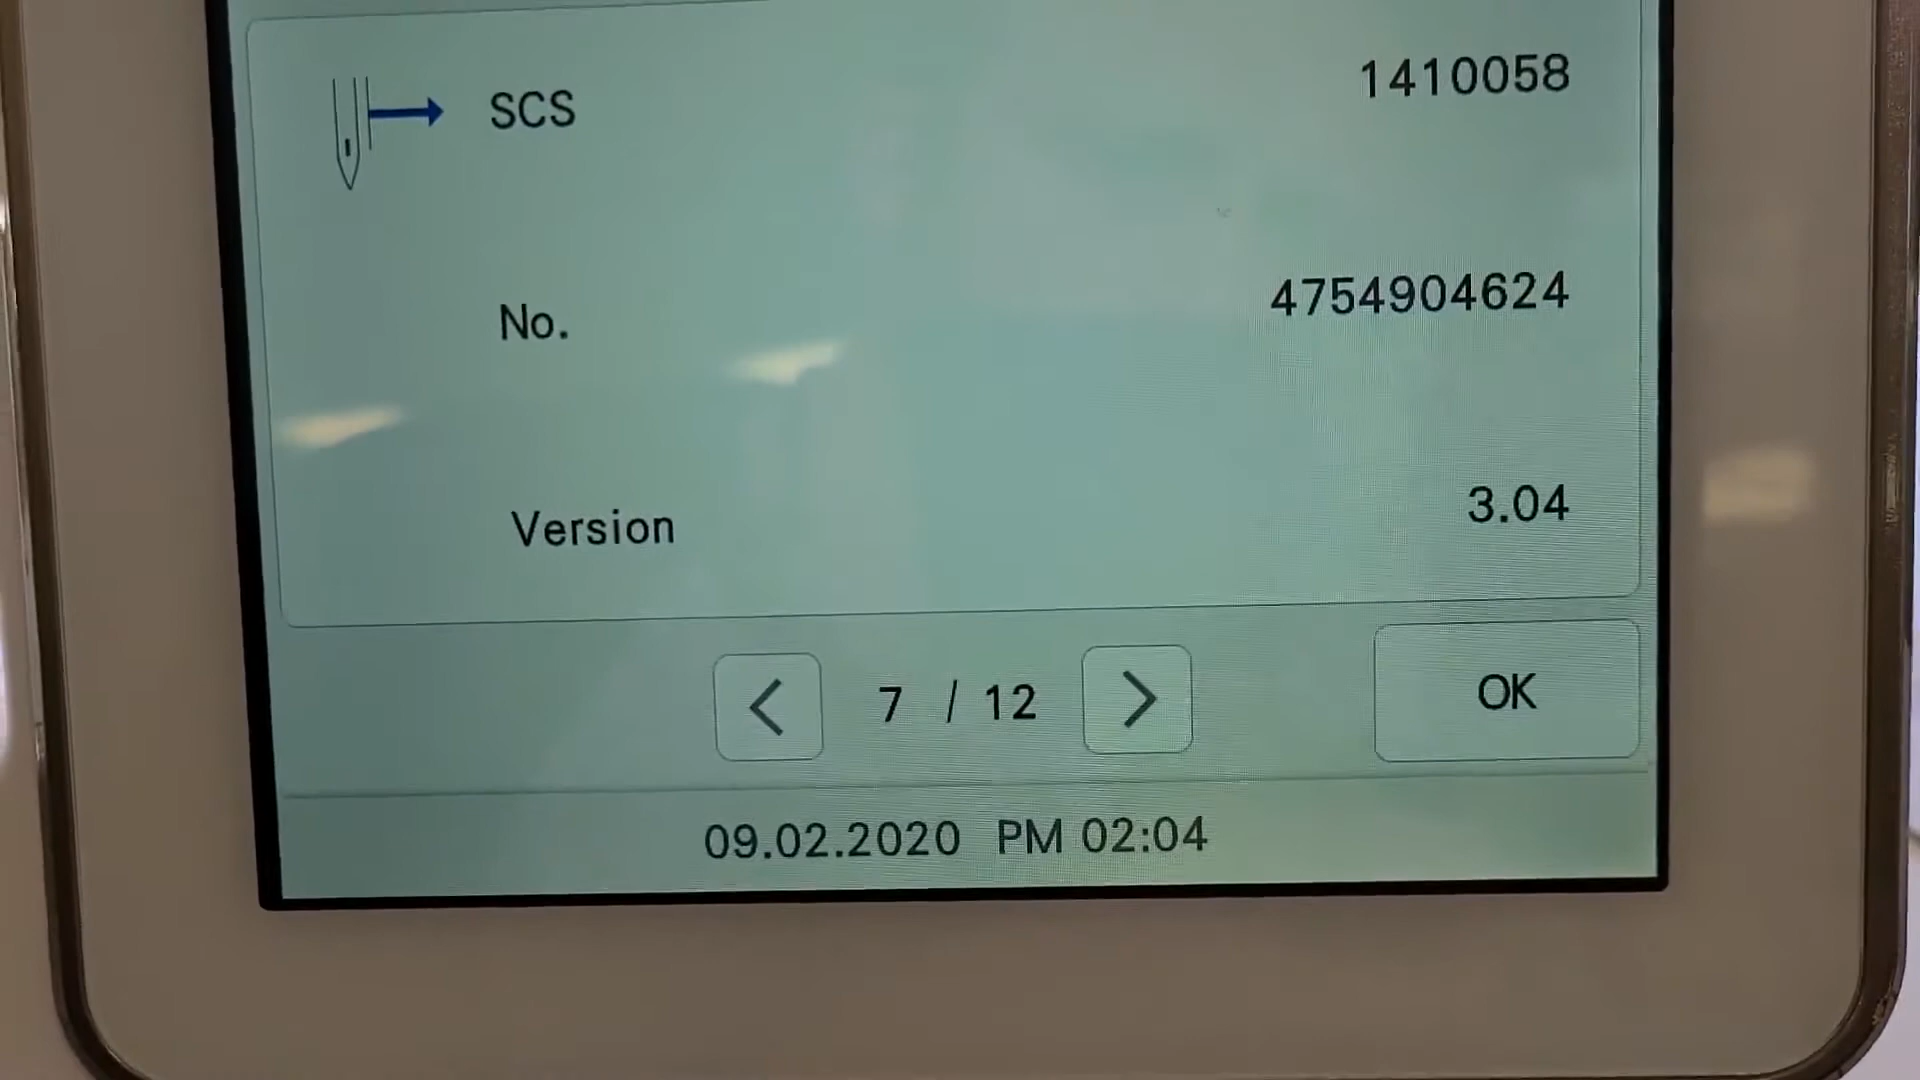 SCS 1410058
No. 4754904624
Version 3.04
< 7 / 12 > OK
09.02.2020 PM 02:04